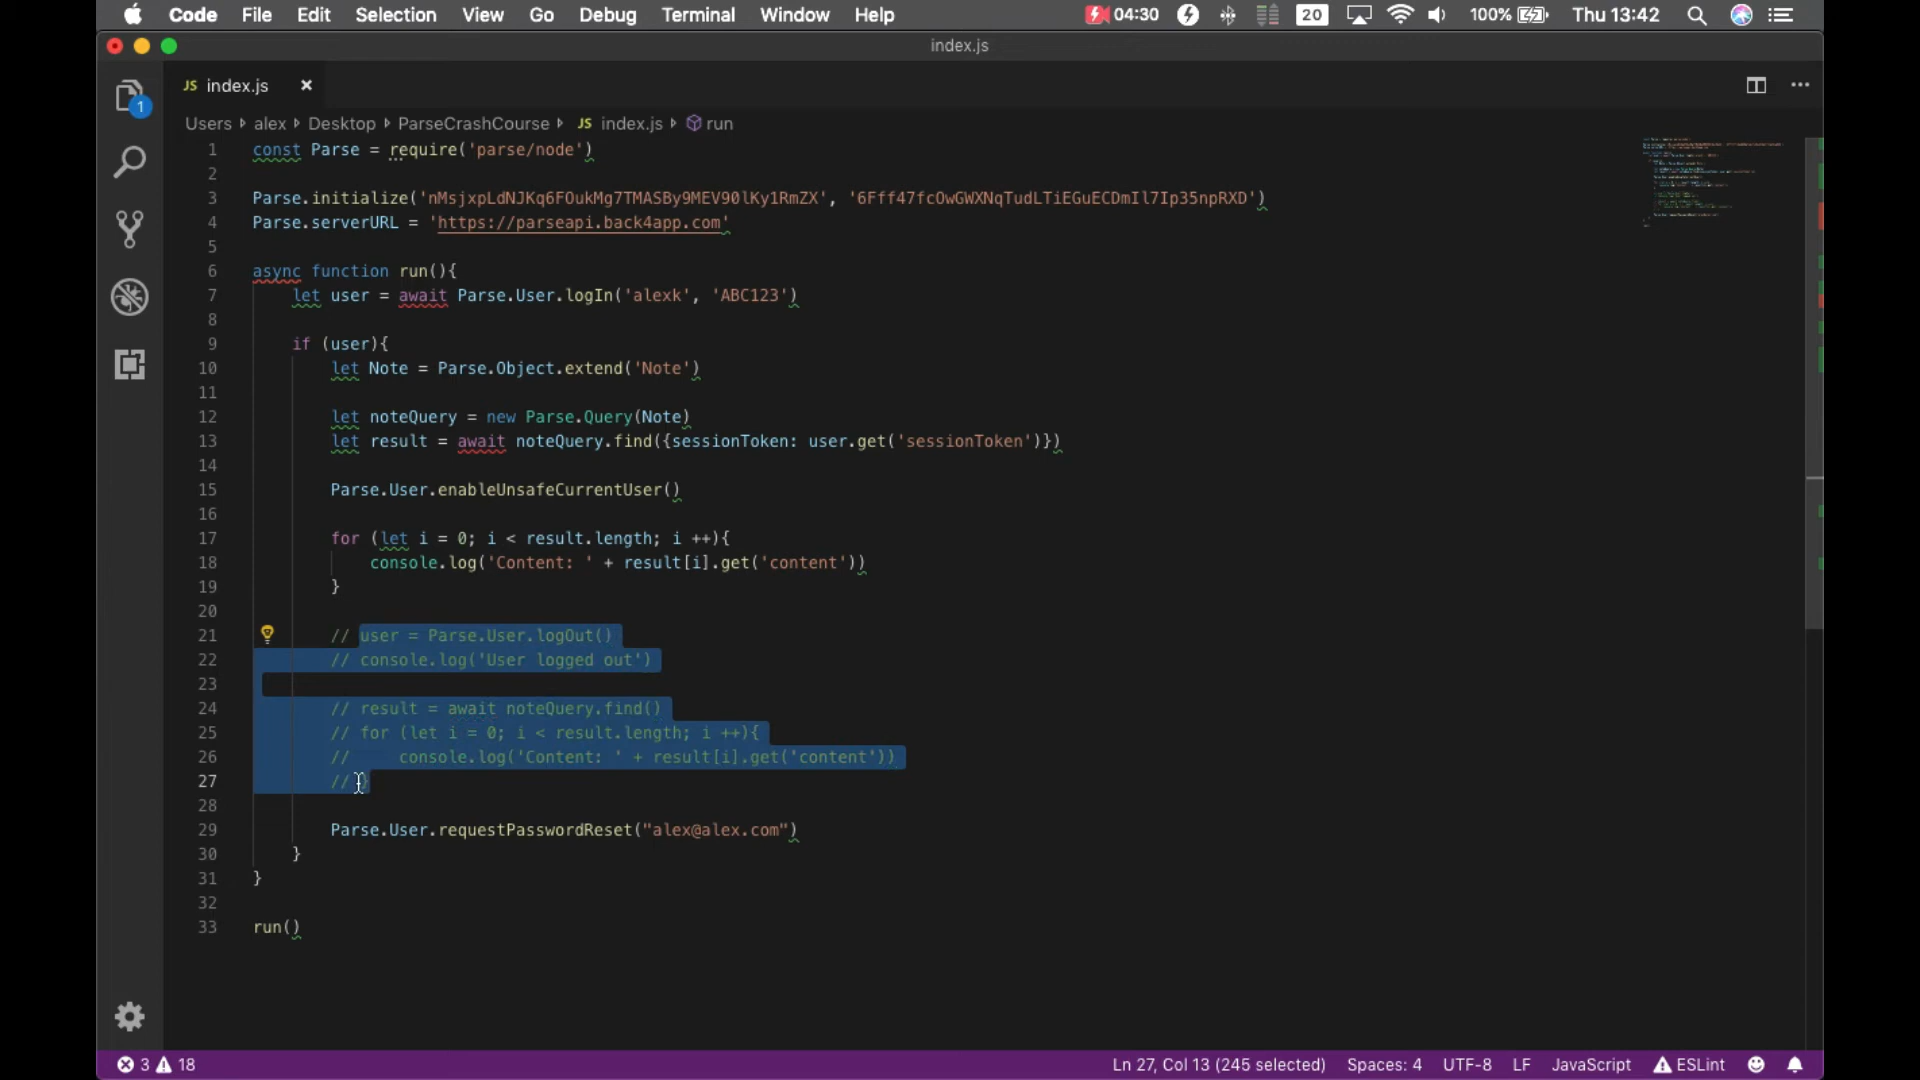 Code File Edit Selection View Go Debug Terminal Window Help 04:30 20 100% Thu 13:42
index.js
JS index.js
1
Users alex Desktop ParseCrashCourse JS index.js run
1 const Parse = require('parse/node')
2
3 Parse.initialize('nMsjxpLdNJKq6FOukMg7TMASBy9MEV90lKy1RmZX', '6Fff47fcOwGWXNqTudLTiEGuECDmIl7Ip35npRXD')
4 Parse.serverURL = 'https://parseapi.back4app.com'
5
6 async function run(){
7 let user = await Parse.User.logIn('alexk', 'ABC123')
8
9 if (user){
10 let Note = Parse.Object.extend('Note')
11
12 let noteQuery = new Parse.Query(Note)
13 let result = await noteQuery.find({sessionToken: user.get('sessionToken')})
14
15 Parse.User.enableUnsafeCurrentUser()
16
17 for (let i = 0; i < result.length; i ++){
18 console.log('Content: ' + result[i].get('content'))
19 }
20
21 // user = Parse.User.logOut()
22 // console.log('User logged out')
23
24 // result = await noteQuery.find()
25 // for (let i = 0; i < result.length; i ++){
26 // console.log('Content: ' + result[i].get('content'))
27 // }
28
29 Parse.User.requestPasswordReset("alex@alex.com")
30 }
31 }
32
33 run()
3 18 Ln 27, Col 13 (245 selected) Spaces: 4 UTF-8 LF JavaScript ESLint